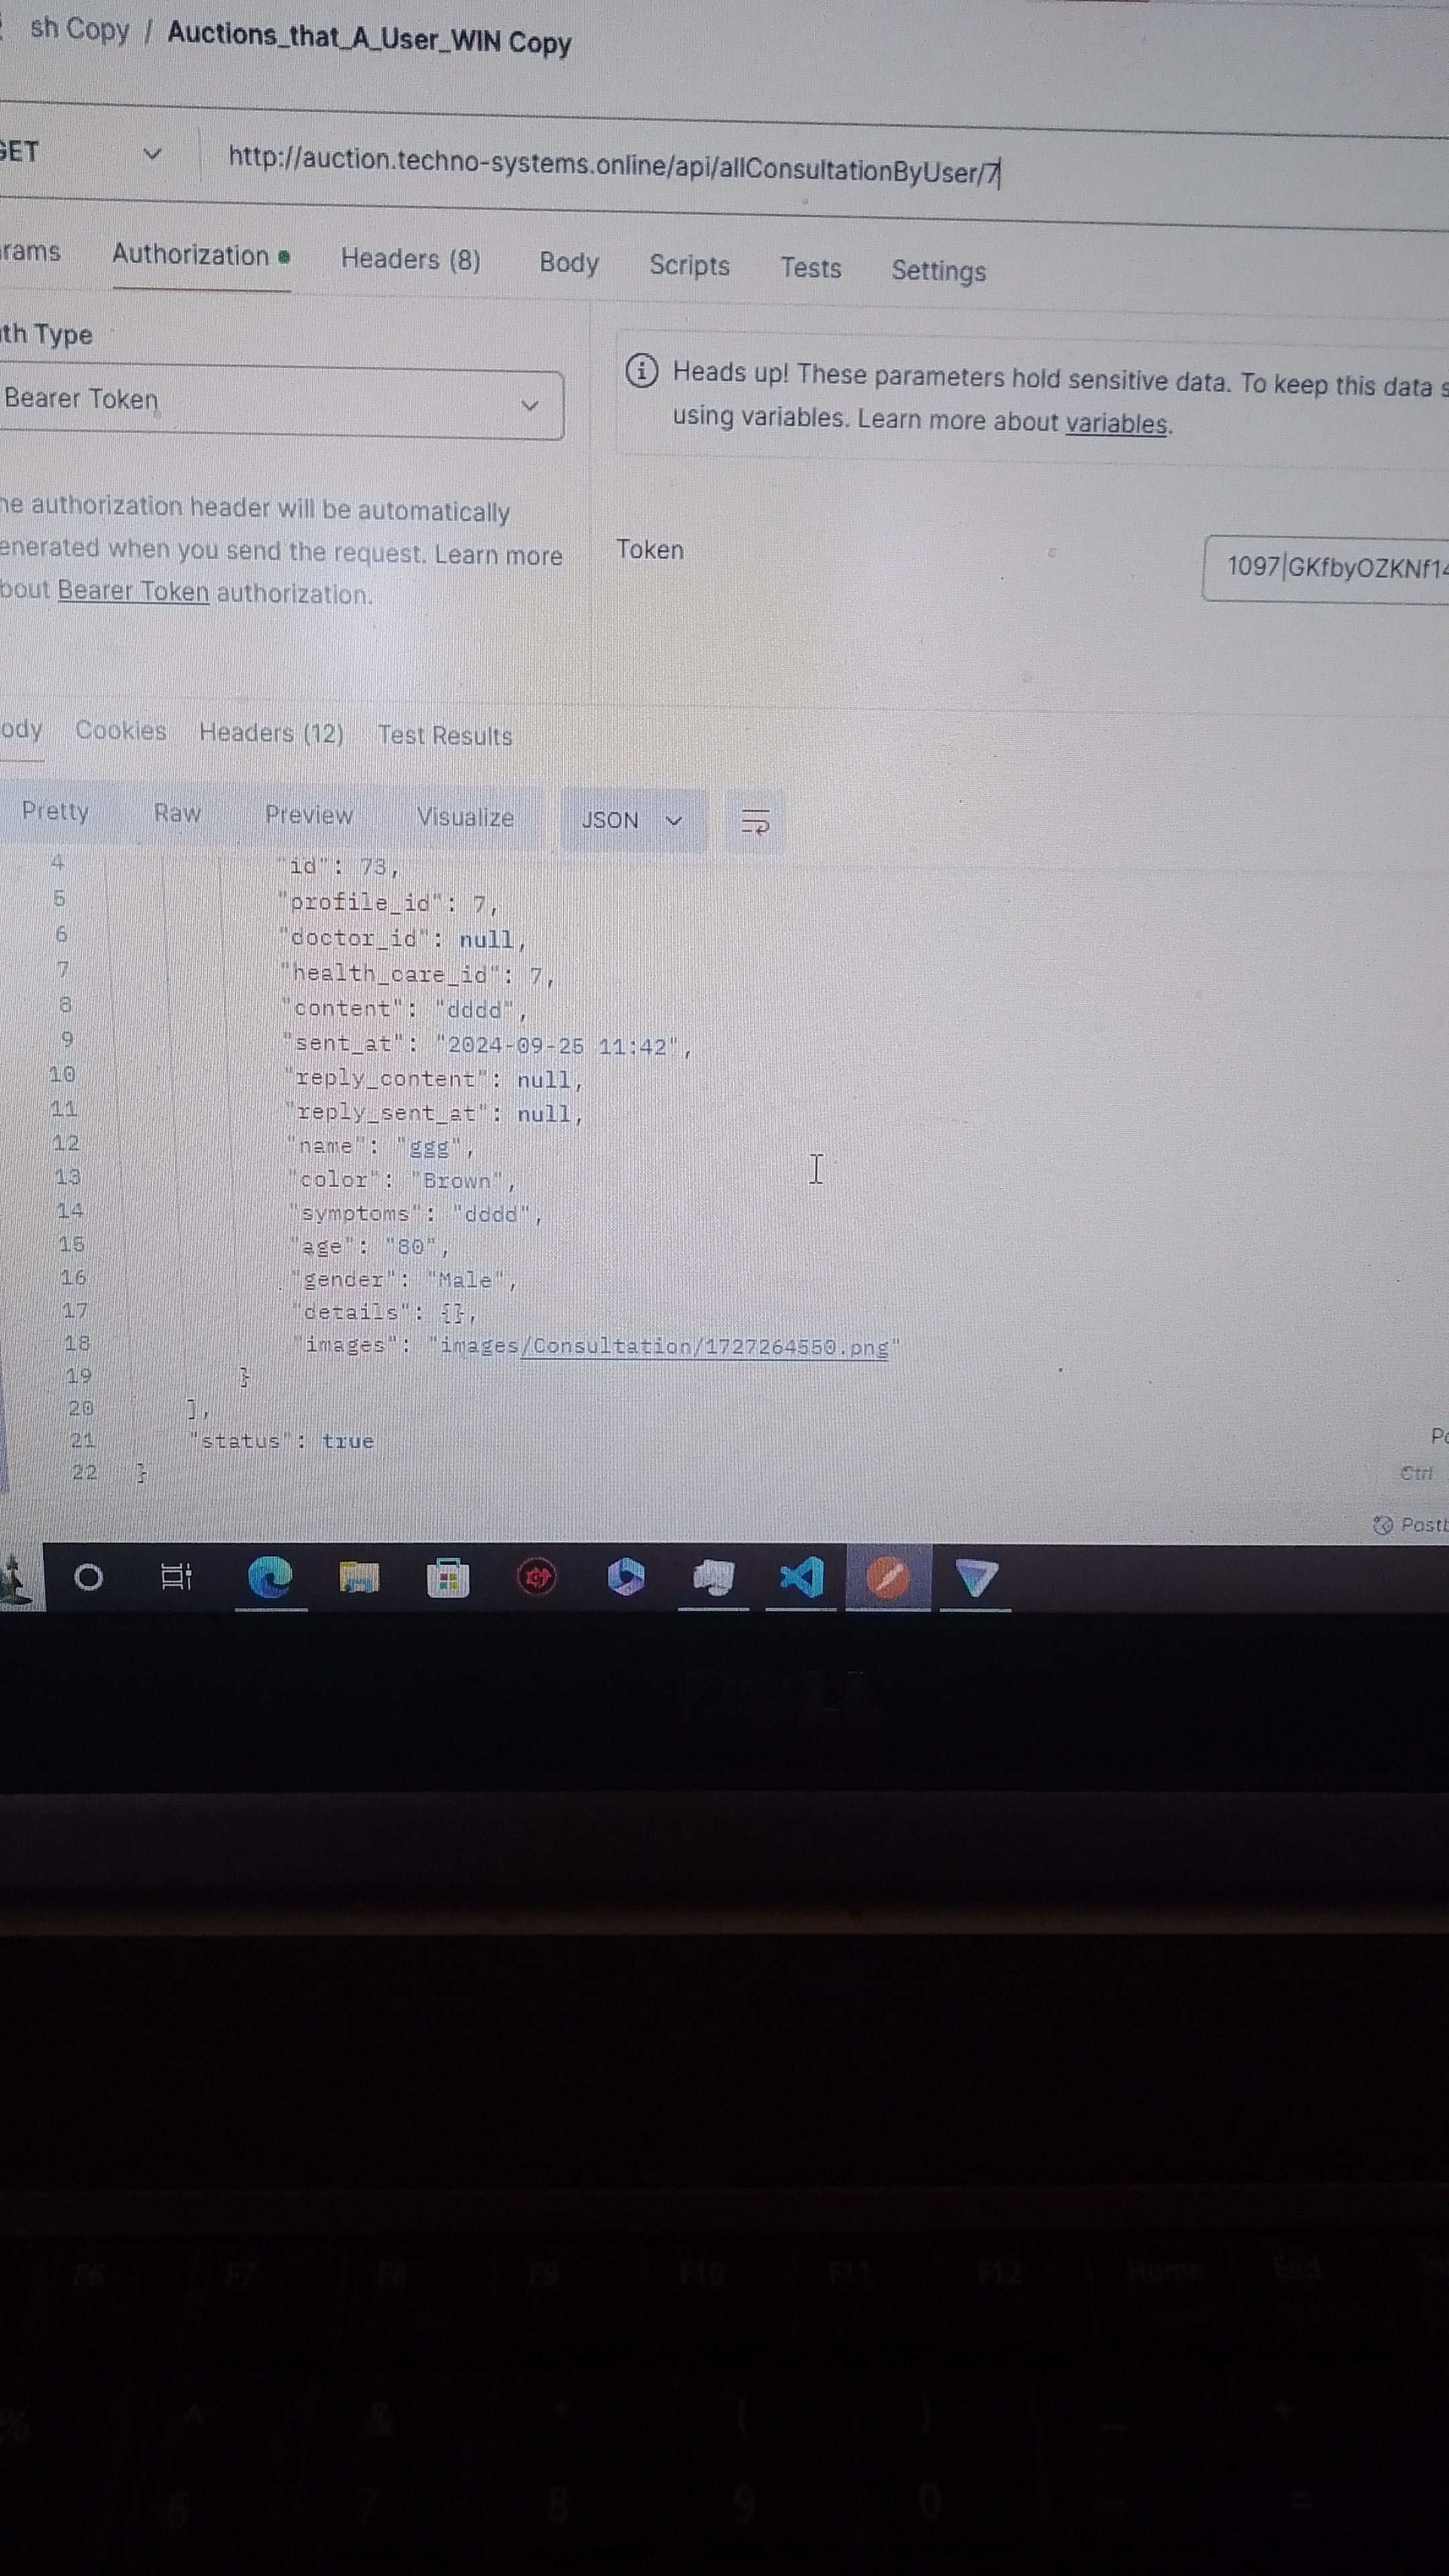 sh Copy / Auctions_that_A_User_WIN Copy
GET
http://auction.techno-systems.online/api/allConsultationByUser/7
rams Authorization Headers (8) Body Scripts Tests Settings
th Type
Bearer Token
Heads up! These parameters hold sensitive data. To keep this data s
using variables. Learn more about variables.
he authorization header will be automatically
enerated when you send the request. Learn more
bout Bearer Token authorization.
Token
1097|GKfbyOZKNf14
ody Cookies Headers (12) Test Results
Pretty Raw Preview Visualize JSON
4 "id": 73,
5 "profile_id": 7,
6 "doctor_id": null,
7 "health_care_id": 7,
8 "content": "dddd",
9 "sent_at": "2024-09-25 11:42",
10 "reply_content": null,
11 "reply_sent_at": null,
12 "name": "ggg",
13 "color": "Brown",
14 "symptoms": "dddd",
15 "age": "80",
16 "gender": "Male",
17 "details": {},
18 "images": "images/Consultation/1727264550.png"
19 }
20 ],
21 "status": true
22 }
Ctrl
DELL
F6 F7 F8 F9 F10 F11 F12 Home End
% ^ & * ( ) _ +
6 7 8 9 0 - =